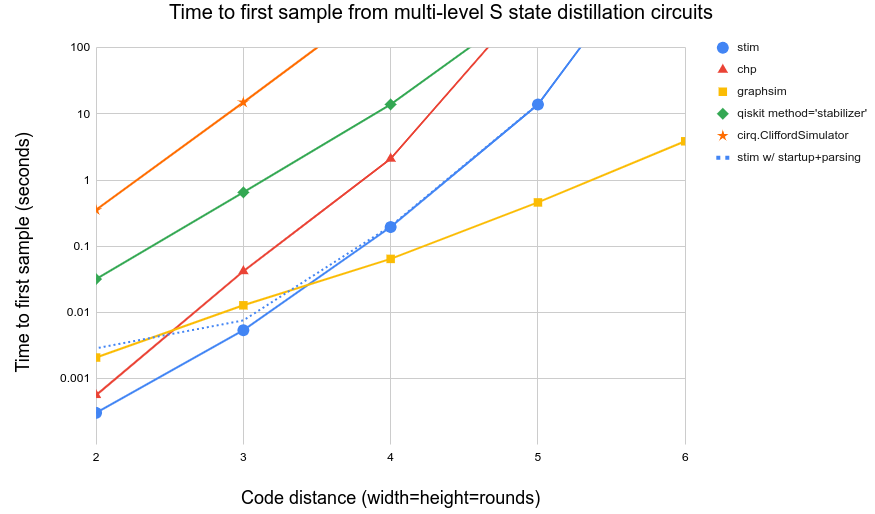 Time to first sample from multi-level S state distillation circuits
100
10
1
0.1
0.01
0.001
Time to first sample (seconds)
2
3
4
5
6
Code distance (width=height=rounds)
stim
chp
graphsim
qiskit method='stabilizer'
cirq.CliffordSimulator
stim w/ startup+parsing